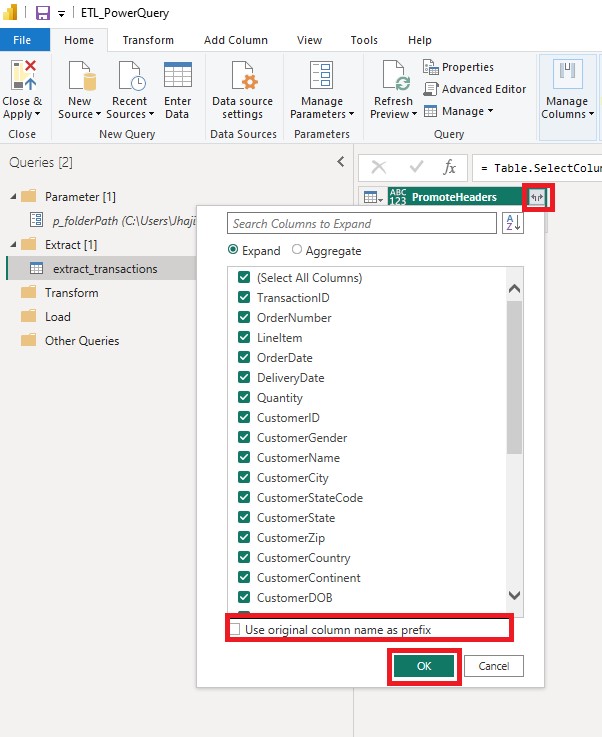 ETL_PowerQuery
File Home Transform Add Column View Tools Help
Close & Apply
New Source
Recent Sources
Enter Data
Data source settings
Manage Parameters
Refresh Preview
Properties
Advanced Editor
Manage
Manage Columns
Close New Query Data Sources Parameters Query
Queries [2]
fx = Table.SelectColu
Parameter [1]
ABC 123 PromoteHeaders
p_folderPath (C:\Users\Jhaji
Extract [1]
extract_transactions
Transform
Load
Other Queries
Search Columns to Expand
A Z
Expand Aggregate
(Select All Columns)
TransactionID
OrderNumber
LineItem
OrderDate
DeliveryDate
Quantity
CustomerID
CustomerGender
CustomerName
CustomerCity
CustomerStateCode
CustomerState
CustomerZip
CustomerCountry
CustomerContinent
CustomerDOB
Use original column name as prefix
OK Cancel